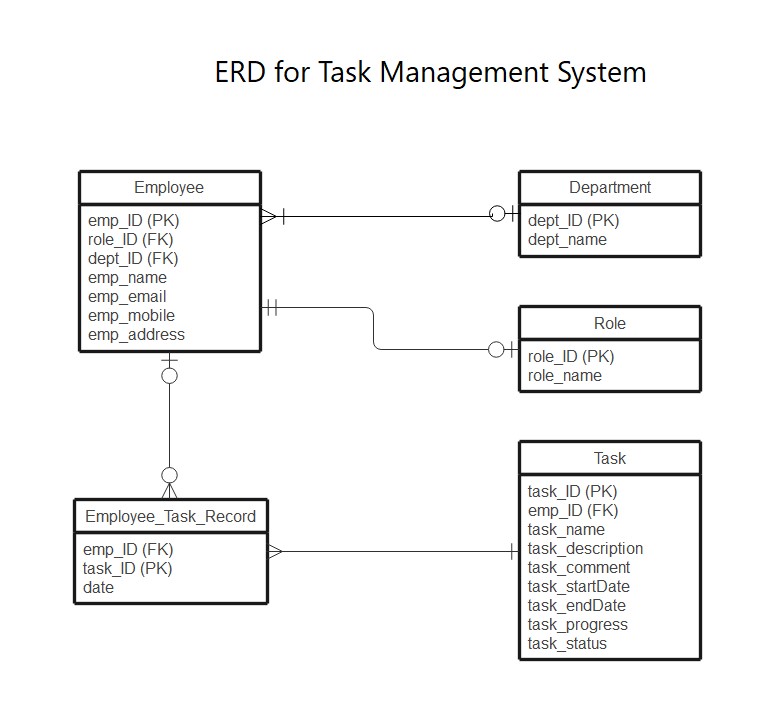 ERD for Task Management System
Employee
emp_ID (PK)
role_ID (FK)
dept_ID (FK)
emp_name
emp_email
emp_mobile
emp_address
Department
dept_ID (PK)
dept_name
Role
role_ID (PK)
role_name
Employee_Task_Record
emp_ID (FK)
task_ID (PK)
date
Task
task_ID (PK)
emp_ID (FK)
task_name
task_description
task_comment
task_startDate
task_endDate
task_progress
task_status